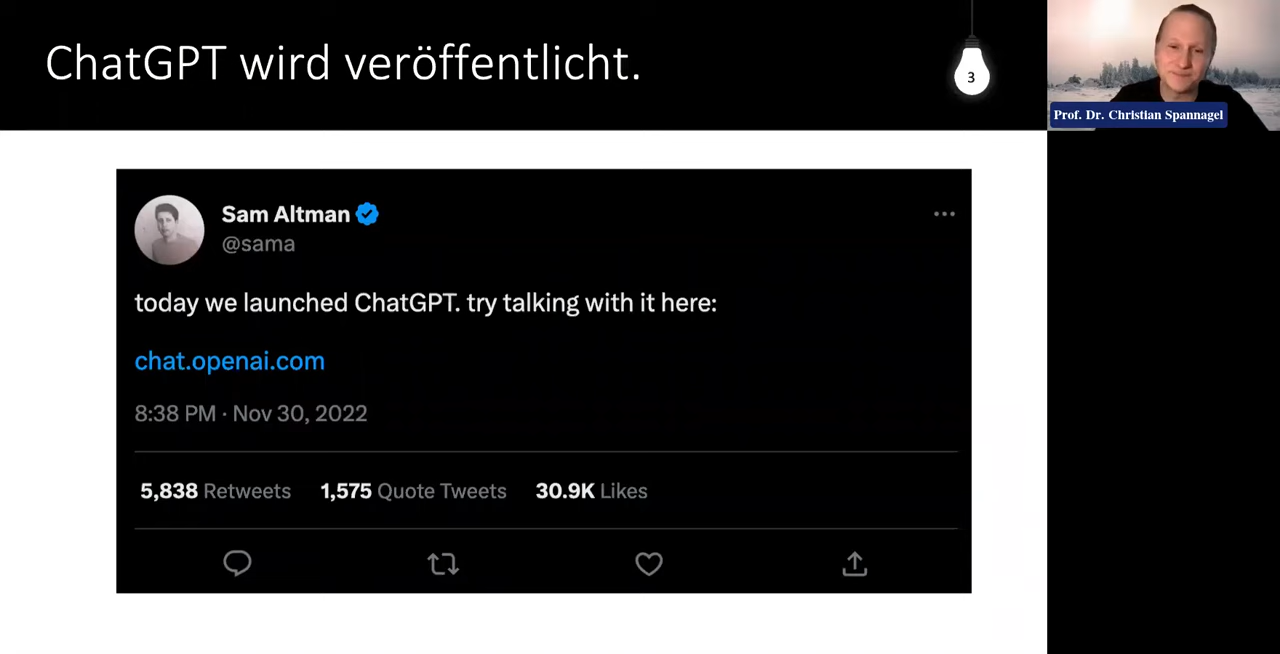 ChatGPT wird veröffentlicht.
3
Prof. Dr. Christian Spannagel
Sam Altman
@sama
today we launched ChatGPT. try talking with it here:
chat.openai.com
8:38 PM · Nov 30, 2022
5,838 Retweets 1,575 Quote Tweets 30.9K Likes